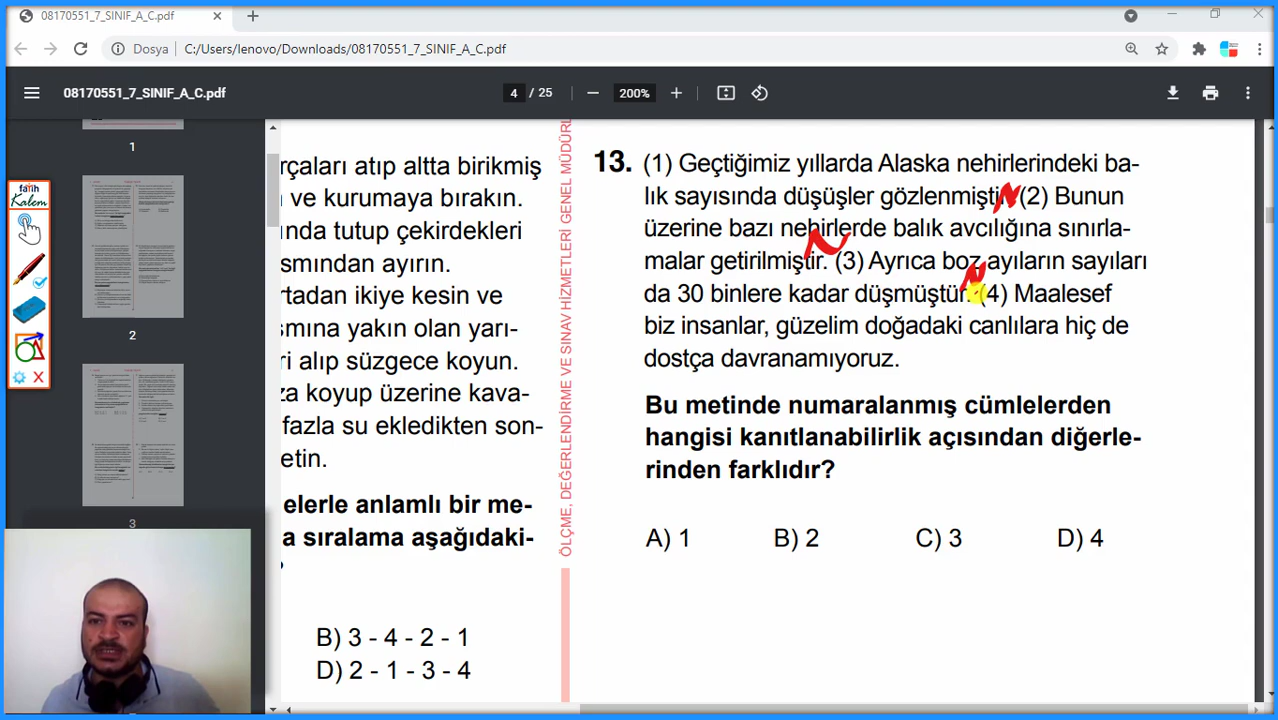 08170551_7_SINIF_A_C.pdf
Dosya
C:/Users/lenovo/Downloads/08170551_7_SINIF_A_C.pdf
08170551_7_SINIF_A_C.pdf
4 / 25
200%
1
2
3
fatih
Kalem
rçaları atıp altta birikmiş
n ve kurumaya bırakın.
ında tutup çekirdekleri
smından ayırın.
ortadan ikiye kesin ve
smına yakın olan yarı-
ri alıp süzgece koyun.
za koyup üzerine kava-
fazla su ekledikten son-
etin.
elerle anlamlı bir me-
a sıralama aşağıdaki-
B) 3 - 4 - 2 - 1
D) 2 - 1 - 3 - 4
ÖLÇME, DEĞERLENDİRME VE SINAV HİZMETLERİ GENEL MÜDÜRL
13. (1) Geçtiğimiz yıllarda Alaska nehirlerindeki ba-
lık sayısında düşüşler gözlenmiştir. (2) Bunun
üzerine bazı nehirlerde balık avcılığına sınırla-
malar getirilmiştir. (3) Ayrıca boz ayıların sayıları
da 30 binlere kadar düşmüştür. (4) Maalesef
biz insanlar, güzelim doğadaki canlılara hiç de
dostça davranamıyoruz.
Bu metinde numaralanmış cümlelerden
hangisi kanıtlanabilirlik açısından diğerle-
rinden farklıdır?
A) 1 B) 2 C) 3 D) 4